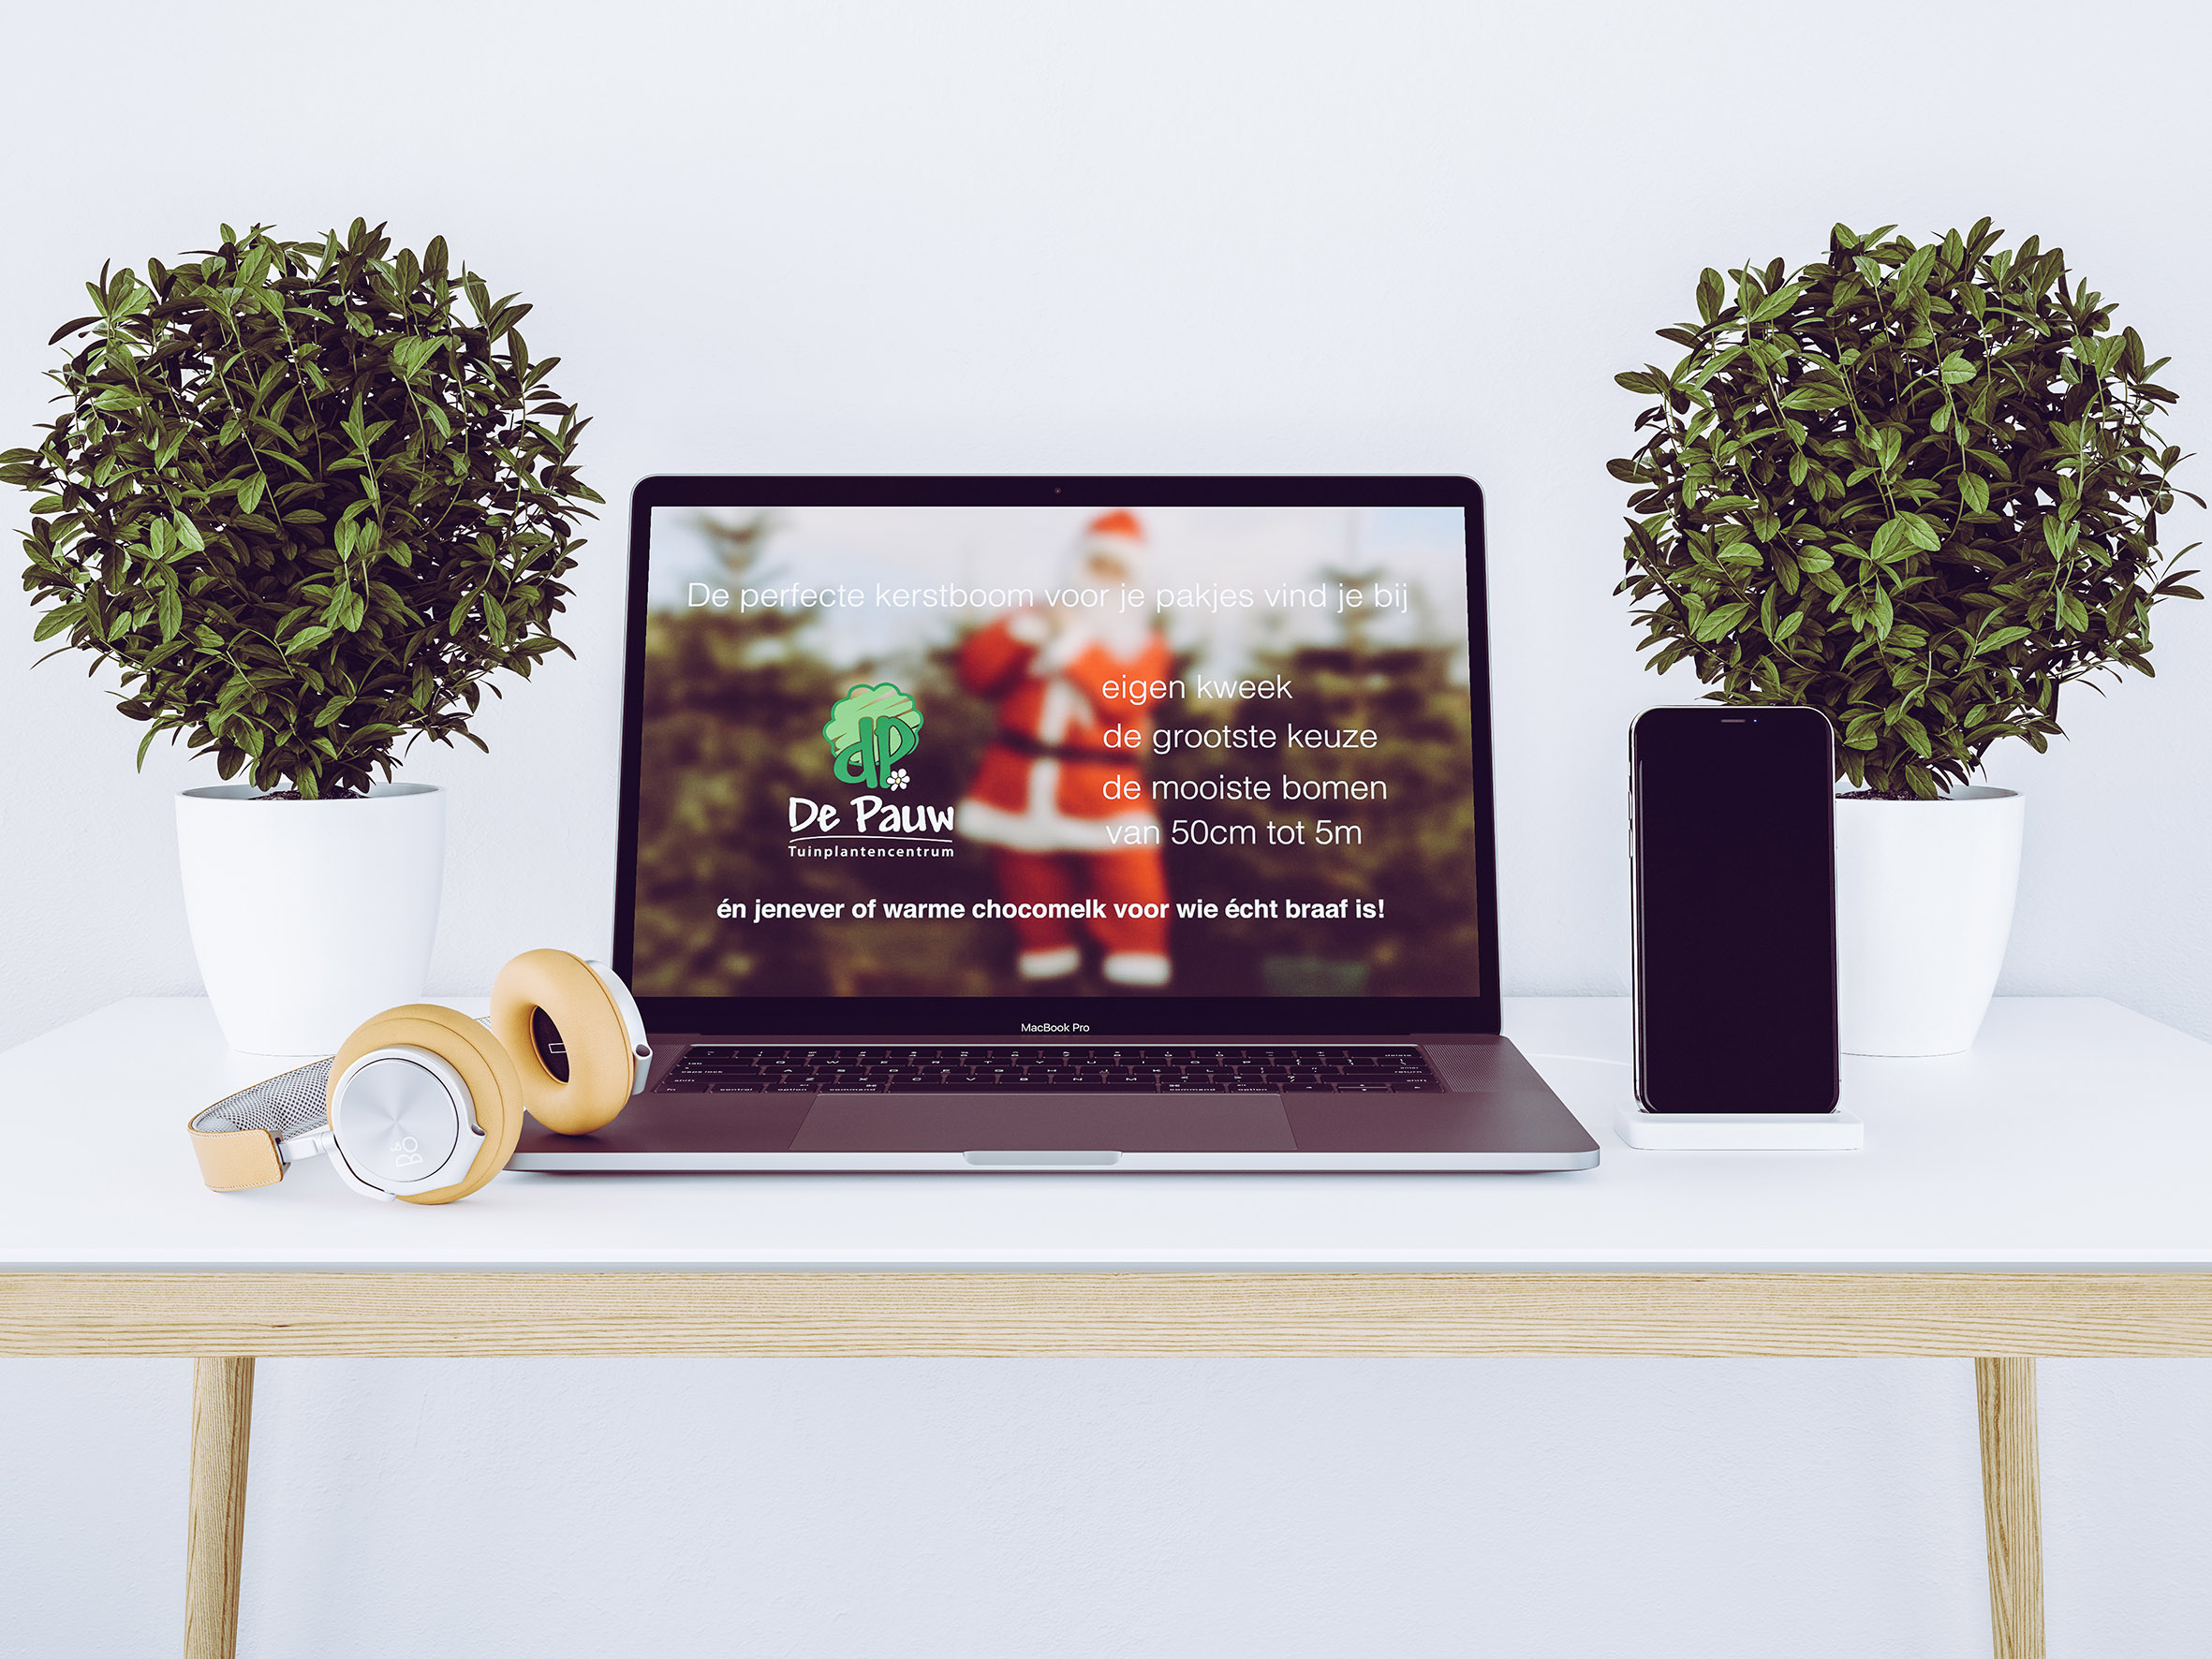 De perfecte kerstboom voor je pakjes vind je bij
eigen kweek
de grootste keuze
de mooiste bomen
van 50cm tot 5m
dp
De Pauw
Tuinplantencentrum
én jenever of warme chocomelk voor wie écht braaf is!
MacBook Pro
B&O